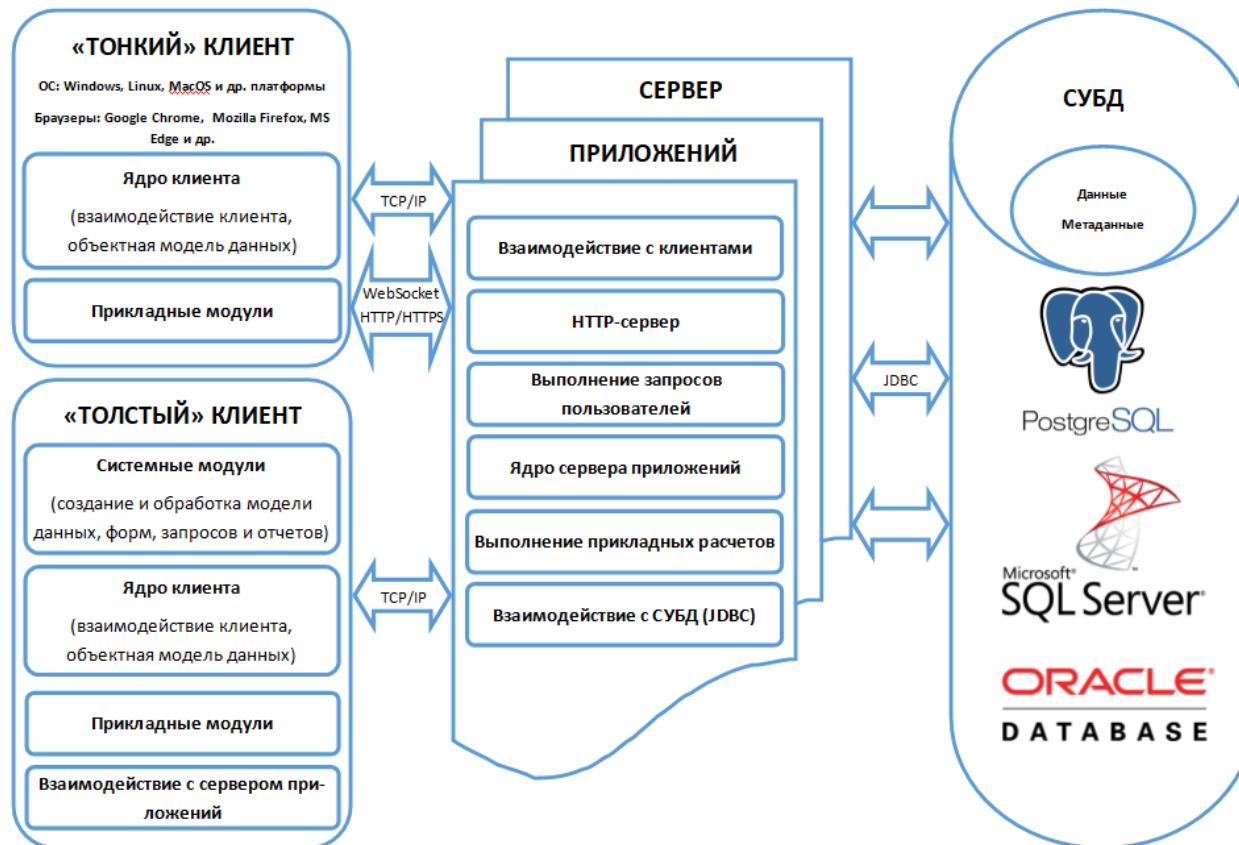 «ТОНКИЙ» КЛИЕНТ
ОС: Windows, Linux, MacOS и др. платформы
Браузеры: Google Chrome, Mozilla Firefox, MS
Edge и др.
Ядро клиента
(взаимодействие клиента,
объектная модель данных)
Прикладные модули
«ТОЛСТЫЙ» КЛИЕНТ
Системные модули
(создание и обработка модели
данных, форм, запросов и отчетов)
Ядро клиента
(взаимодействие клиента,
объектная модель данных)
Прикладные модули
Взаимодействие с сервером при-
ложений
TCP/IP
WebSocket
HTTP/HTTPS
TCP/IP
СЕРВЕР
ПРИЛОЖЕНИЙ
Взаимодействие с клиентами
HTTP-сервер
Выполнение запросов
пользователей
Ядро сервера приложений
Выполнение прикладных расчетов
Взаимодействие с СУБД (JDBC)
JDBC
СУБД
Данные
Метаданные
PostgreSQL
Microsoft®
SQL Server®
ORACLE®
DATABASE